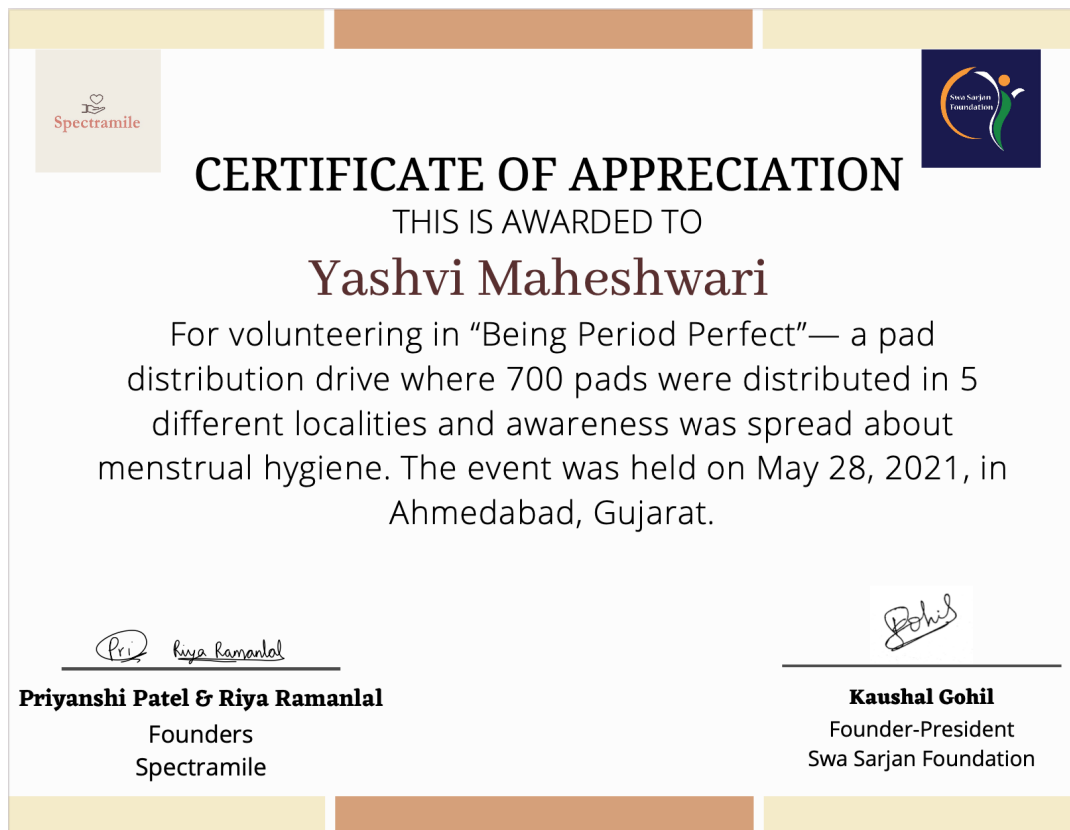 Spectramile
Swa Sarjan
Foundation
CERTIFICATE OF APPRECIATION
THIS IS AWARDED TO
Yashvi Maheshwari
For volunteering in “Being Period Perfect”— a pad
distribution drive where 700 pads were distributed in 5
different localities and awareness was spread about
menstrual hygiene. The event was held on May 28, 2021, in
Ahmedabad, Gujarat.
Pri Riya Ramanlal
Priyanshi Patel & Riya Ramanlal
Founders
Spectramile
Gohil
Kaushal Gohil
Founder-President
Swa Sarjan Foundation